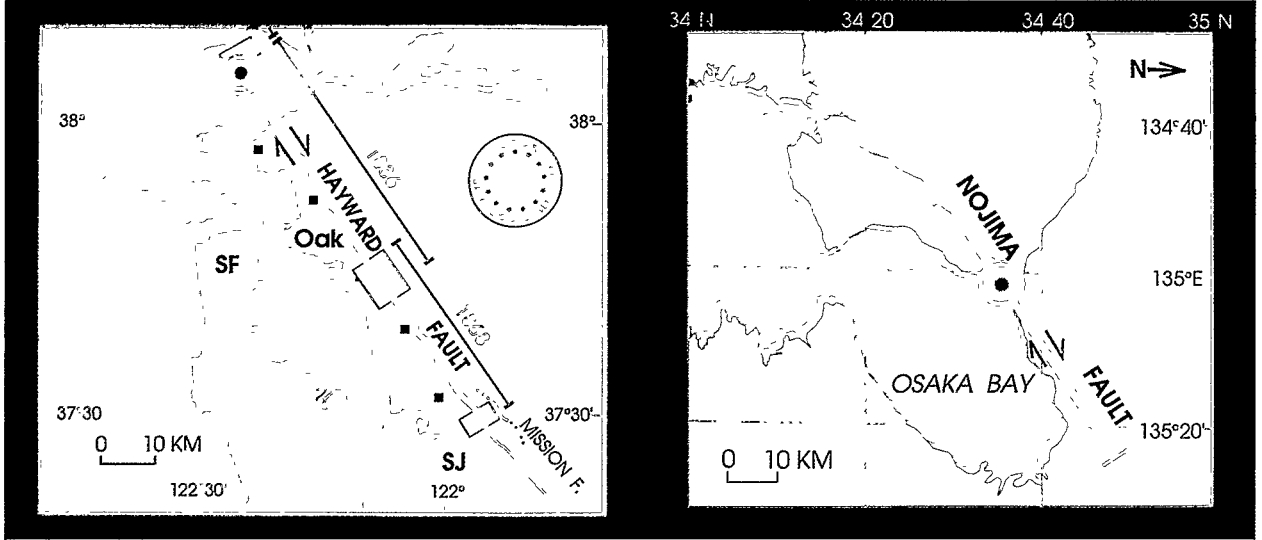 38°
38°
HAYWARD
Oak
SF
FAULT
37°30
37°30'
0 10 KM
MISSION F.
SJ
122 30'
122°
34 N
34 20
34 40
35 N
N
134°40'
NOJIMA
135°E
OSAKA BAY
FAULT
135°20'
0 10 KM